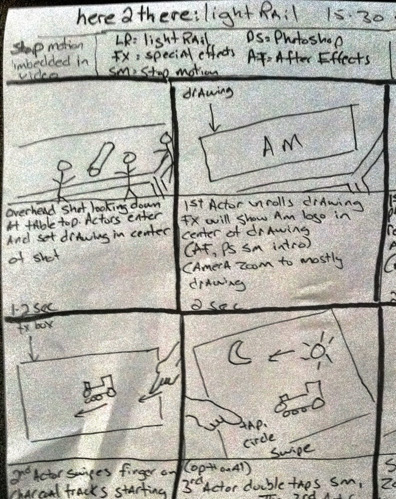 here 2 there: light Rail 15:30
Stop motion
imbedded in
video
LR= light Rail PS= Photoshop
fx= special effects AF= After Effects
SM= Stop motion
drawing
AM
overhead shot looking down
At table top. Actors enter
And set drawing in center
of shot
1-2 sec
1st Actor unrolls drawing
FX will show Am logo in
center of drawing
(AF, PS SM intro)
CAmerA Zoom to mostly
drawing
2 sec
fx box
TAP,
circle
swipe
2nd Actor Swipes finger on
charcoal tracks starting
(optionAl)
3rd Actor double tAps Sm,